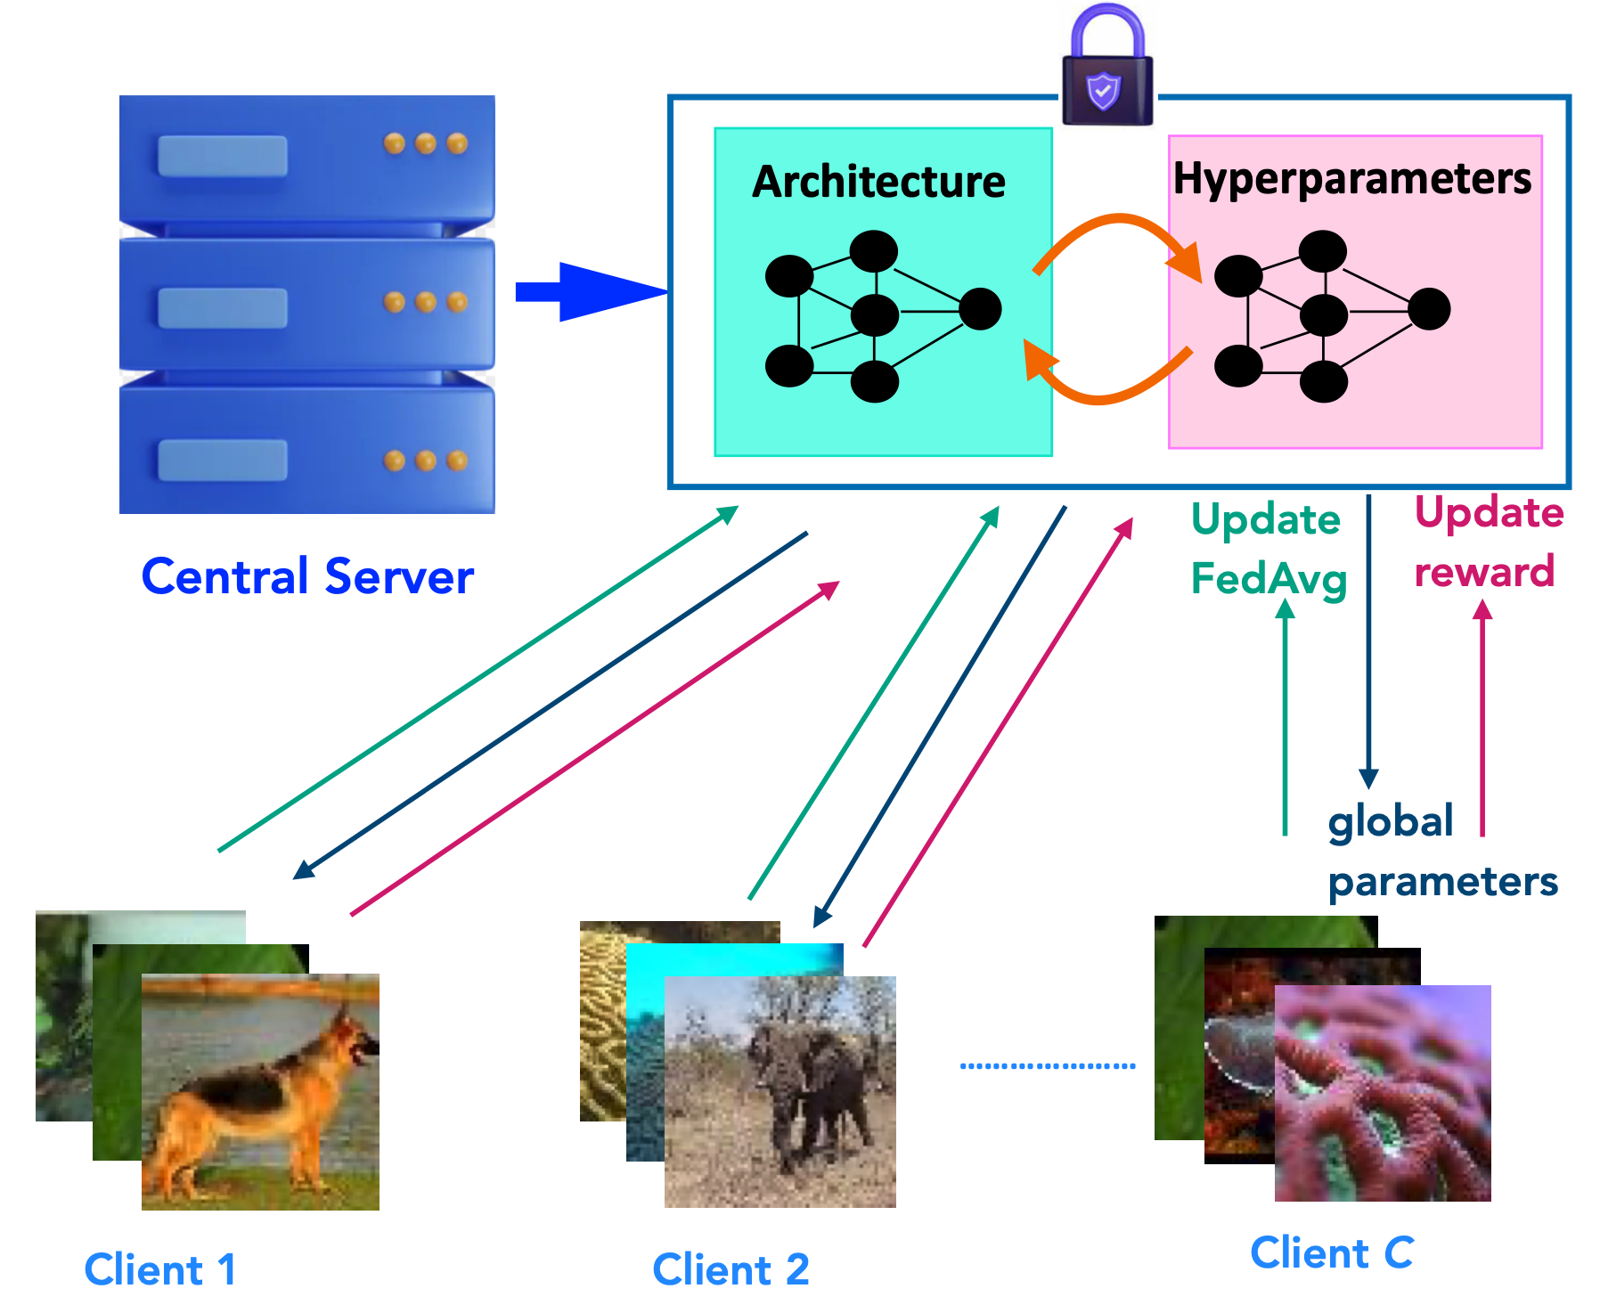 Architecture
Hyperparameters
Central Server
Update
FedAvg
Update
reward
global
parameters
Client 1
Client 2
Client C